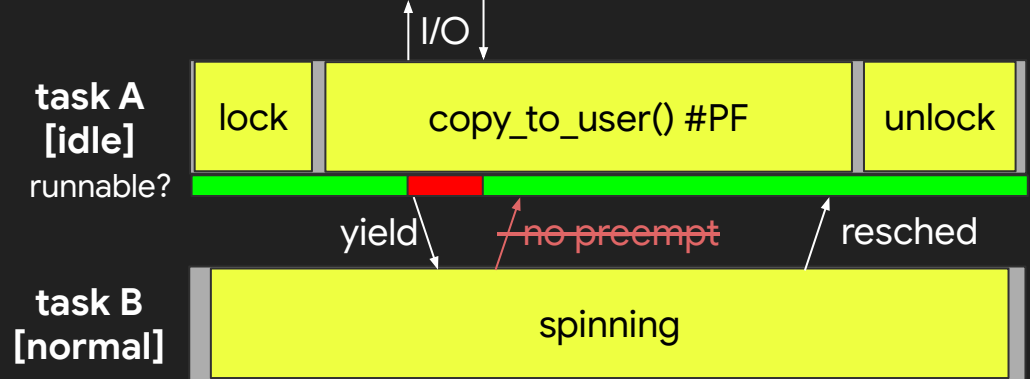 I/O
task A
[idle]
lock
copy_to_user() #PF
unlock
runnable?
yield
no preempt
resched
task B
[normal]
spinning